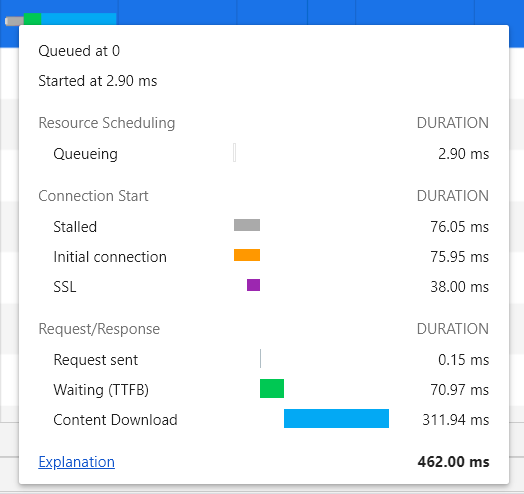 Queued at 0
Started at 2.90 ms
Resource Scheduling DURATION
Queueing 2.90 ms
Connection Start DURATION
Stalled 76.05 ms
Initial connection 75.95 ms
SSL 38.00 ms
Request/Response DURATION
Request sent 0.15 ms
Waiting (TTFB) 70.97 ms
Content Download 311.94 ms
Explanation 462.00 ms